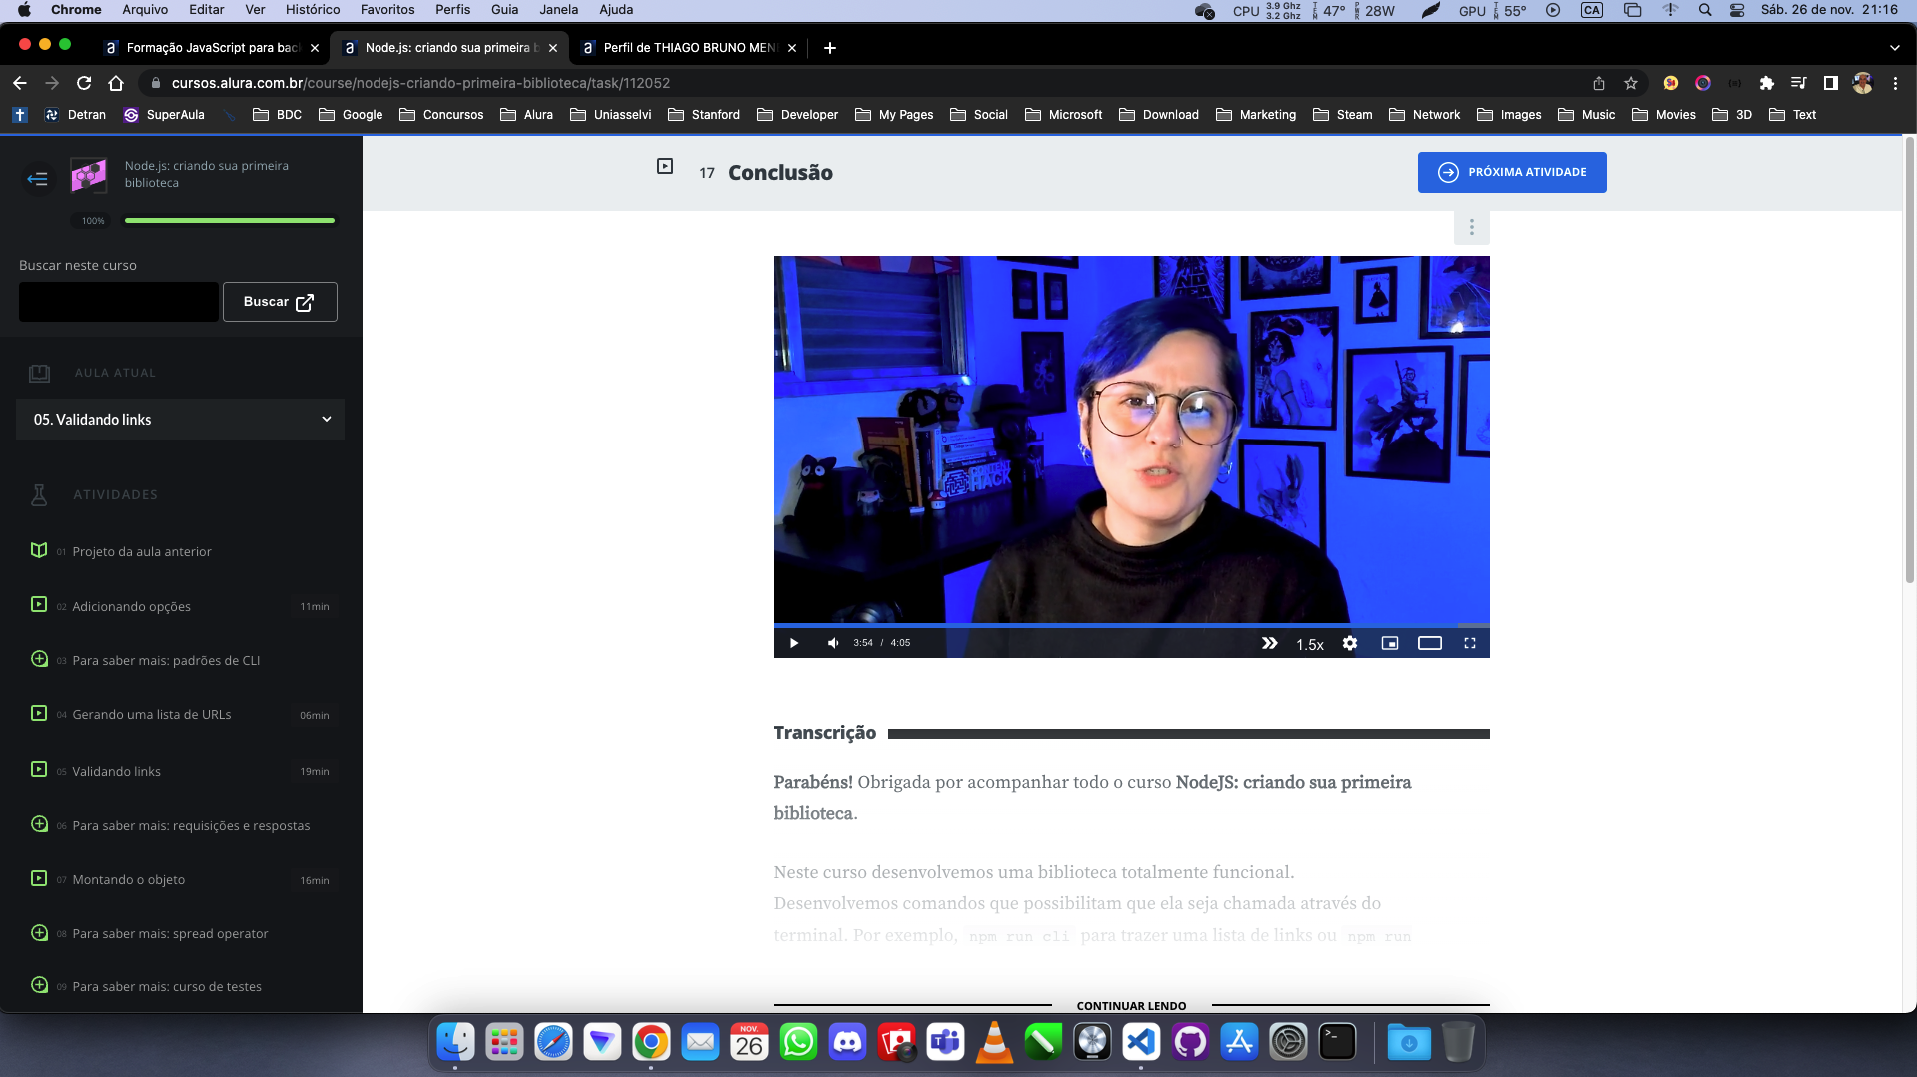 Chrome Arquivo Editar Ver Histórico Favoritos Perfis Guia Janela Ajuda CPU 3.9 Ghz 3.2 Ghz 47° 28W GPU 55° CA Sáb. 26 de nov. 21:16
Formação JavaScript para bac
Node.js: criando sua primeira b
Perfil de THIAGO BRUNO MEN
cursos.alura.com.br/course/nodejs-criando-primeira-biblioteca/task/112052
Detran SuperAula BDC Google Concursos Alura Uniasselvi Stanford Developer My Pages Social Microsoft Download Marketing Steam Network Images Music Movies 3D Text
Node.js: criando sua primeira
biblioteca
100%
Buscar neste curso
Buscar
AULA ATUAL
05. Validando links
ATIVIDADES
01 Projeto da aula anterior
02 Adicionando opções 11min
03 Para saber mais: padrões de CLI
04 Gerando uma lista de URLs 06min
05 Validando links 19min
06 Para saber mais: requisições e respostas
07 Montando o objeto 16min
08 Para saber mais: spread operator
09 Para saber mais: curso de testes
17 Conclusão
PRÓXIMA ATIVIDADE
CONTENT
HACK
3:54 / 4:05 1.5x
Transcrição
Parabéns! Obrigada por acompanhar todo o curso NodeJS: criando sua primeira
biblioteca.
Neste curso desenvolvemos uma biblioteca totalmente funcional.
Desenvolvemos comandos que possibilitam que ela seja chamada através do
terminal. Por exemplo, npm run cli para trazer uma lista de links ou npm run
CONTINUAR LENDO
NOV.
26